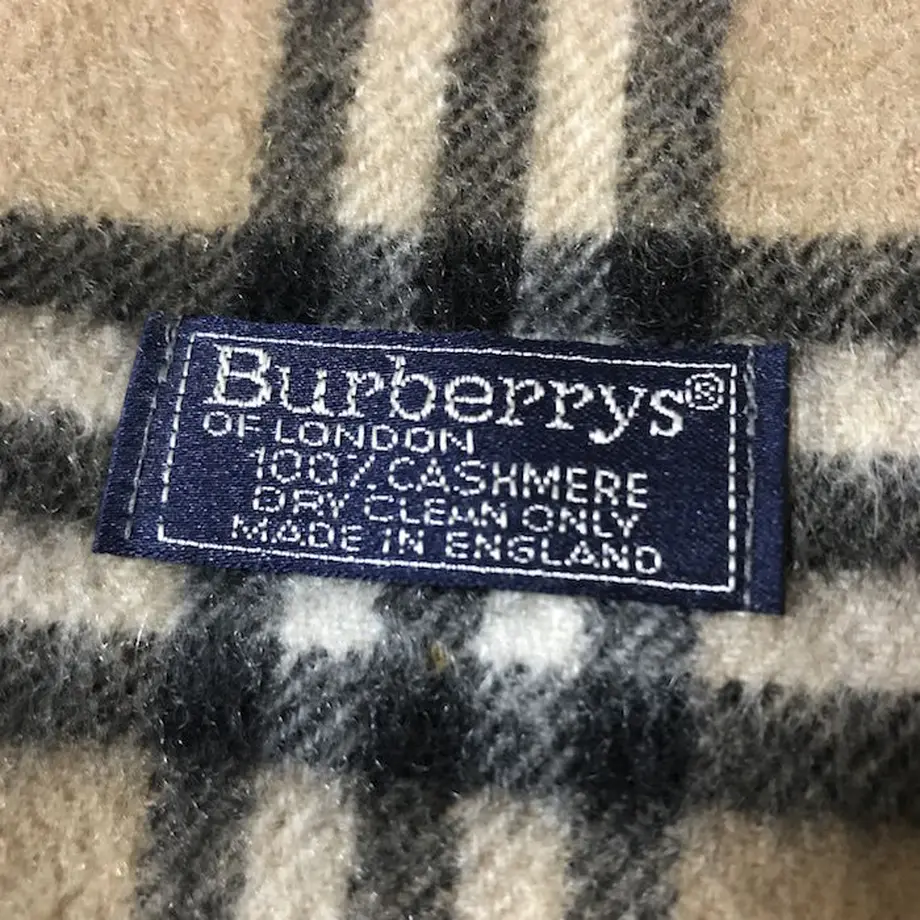 Burberrys®
OF LONDON
100% CASHMERE
DRY CLEAN ONLY
MADE IN ENGLAND